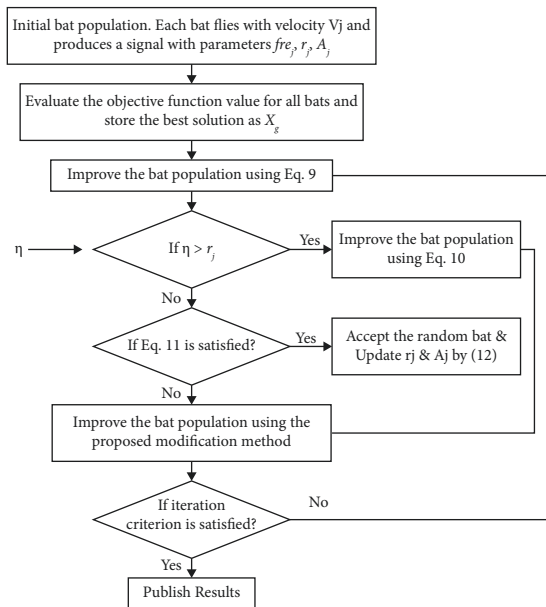 Initial bat population. Each bat flies with velocity Vj and
produces a signal with parameters fre_j, r_j, A_j
Evaluate the objective function value for all bats and
store the best solution as X_g
Improve the bat population using Eq. 9
η
If η > r_j
Yes
Improve the bat population
using Eq. 10
No
If Eq. 11 is satisfied?
Yes
Accept the random bat &
Update rj & Aj by (12)
No
Improve the bat population using the
proposed modification method
If iteration
criterion is satisfied?
No
Yes
Publish Results